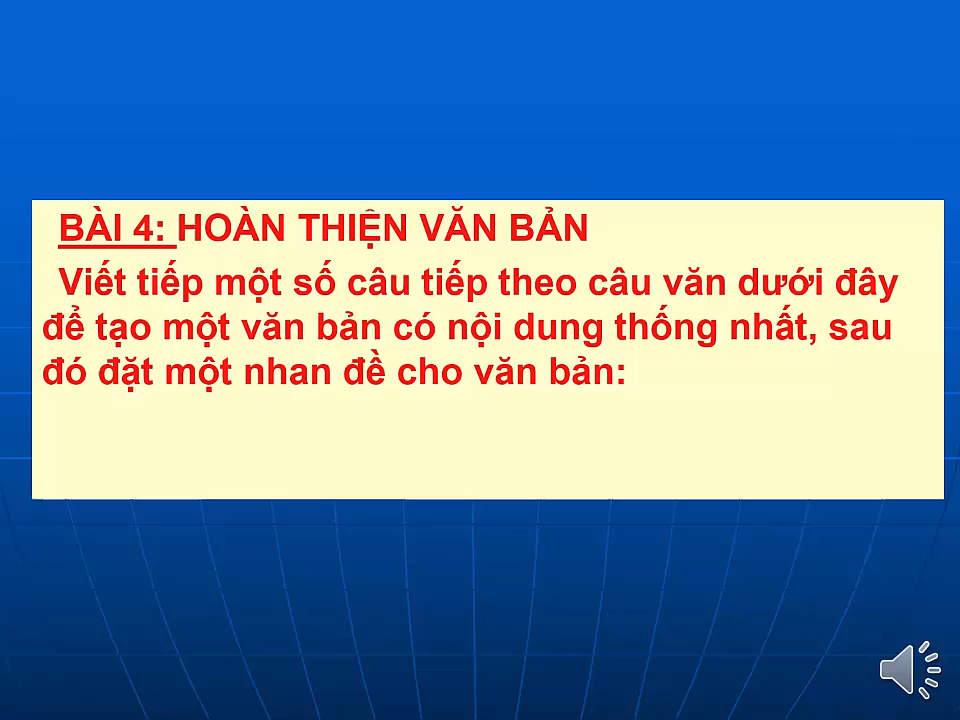 BÀI 4: HOÀN THIỆN VĂN BẢN
Viết tiếp một số câu tiếp theo câu văn dưới đây
để tạo một văn bản có nội dung thống nhất, sau
đó đặt một nhan đề cho văn bản: